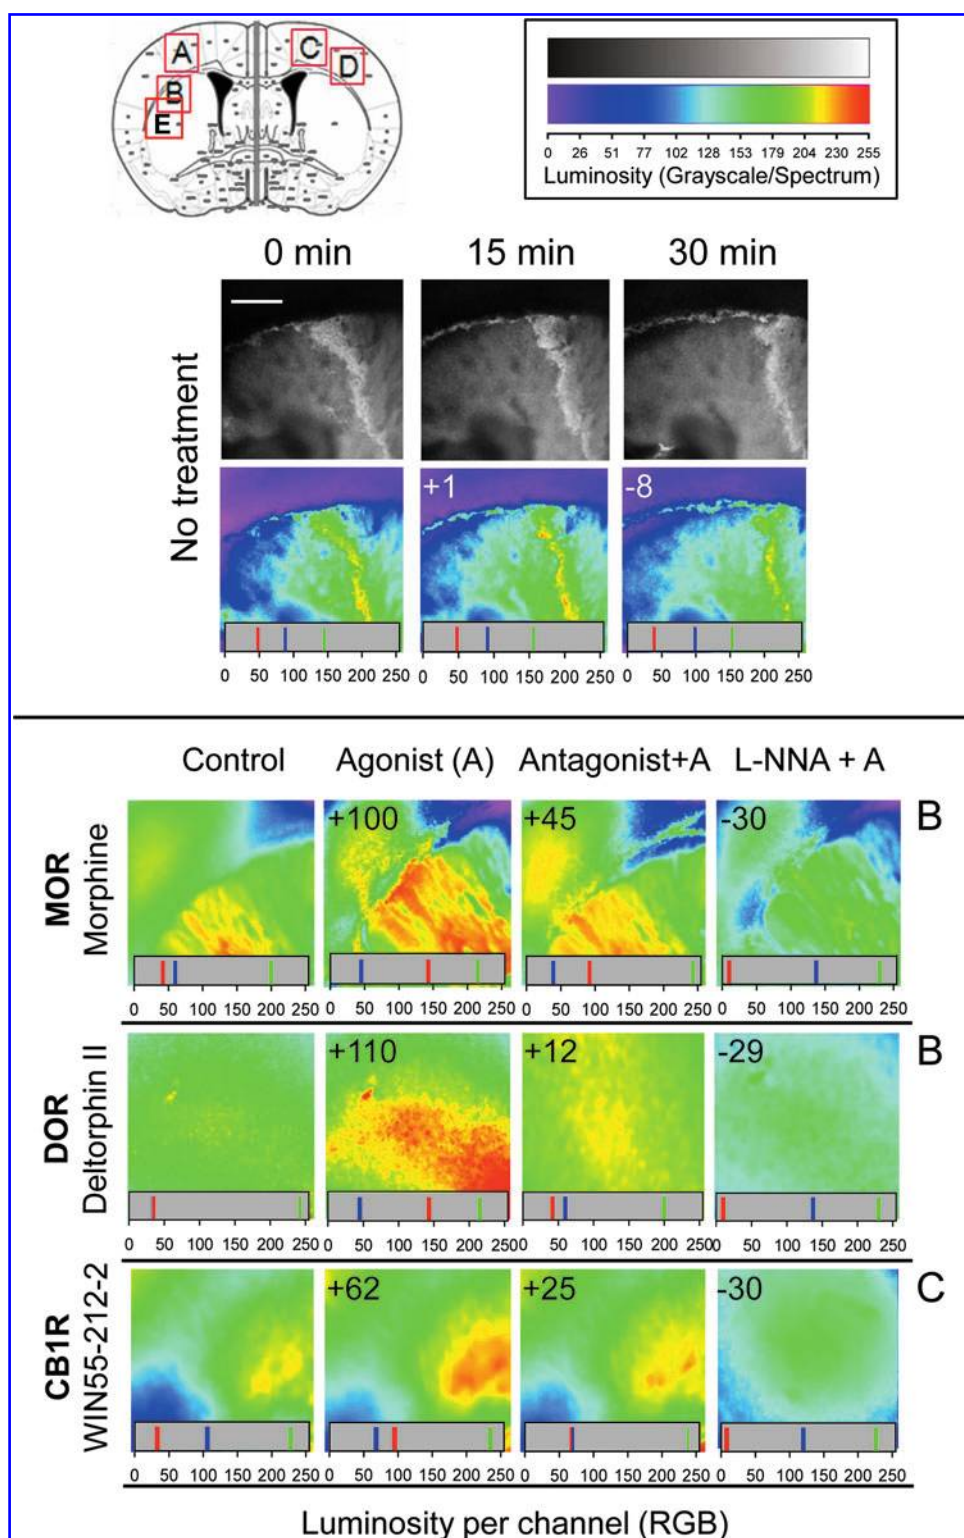 A
B
E
C
D
0 26 51 77 102 128 153 179 204 230 255
Luminosity (Grayscale/Spectrum)
0 min 15 min 30 min
No treatment
+1 -8
0 50 100 150 200 250 0 50 100 150 200 250 0 50 100 150 200 250
Control Agonist (A) Antagonist+A L-NNA + A
MOR
Morphine
+100 +45 -30 B
0 50 100 150 200 250 0 50 100 150 200 250 0 50 100 150 200 250 0 50 100 150 200 250
DOR
Deltorphin II
+110 +12 -29 B
0 50 100 150 200 250 0 50 100 150 200 250 0 50 100 150 200 250 0 50 100 150 200 250
CB1R
WIN55-212-2
+62 +25 -30 C
0 50 100 150 200 250 0 50 100 150 200 250 0 50 100 150 200 250 0 50 100 150 200 250
Luminosity per channel (RGB)